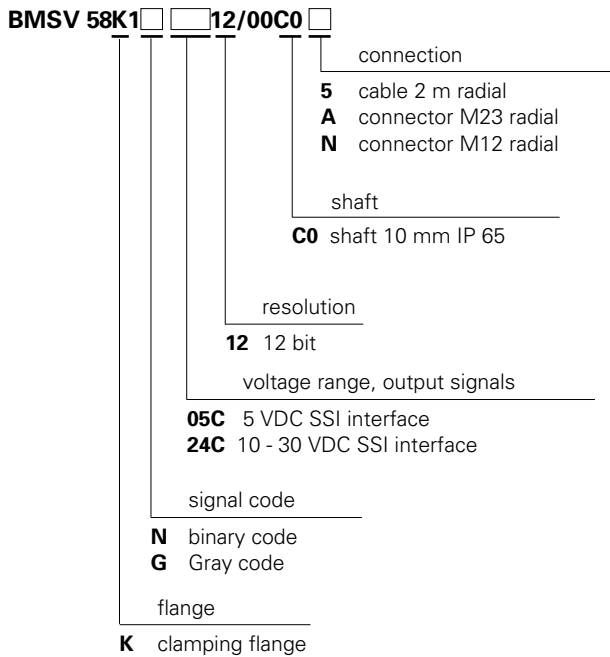 BMSV 58K1 12/00C0
connection
5 cable 2 m radial
A connector M23 radial
N connector M12 radial
shaft
C0 shaft 10 mm IP 65
resolution
12 12 bit
voltage range, output signals
05C 5 VDC SSI interface
24C 10 - 30 VDC SSI interface
signal code
N binary code
G Gray code
flange
K clamping flange